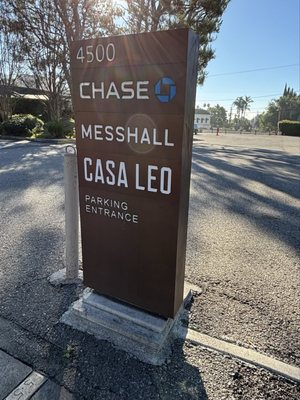 4500
CHASE
MESSHALL
CASA LEO
PARKING
ENTRANCE